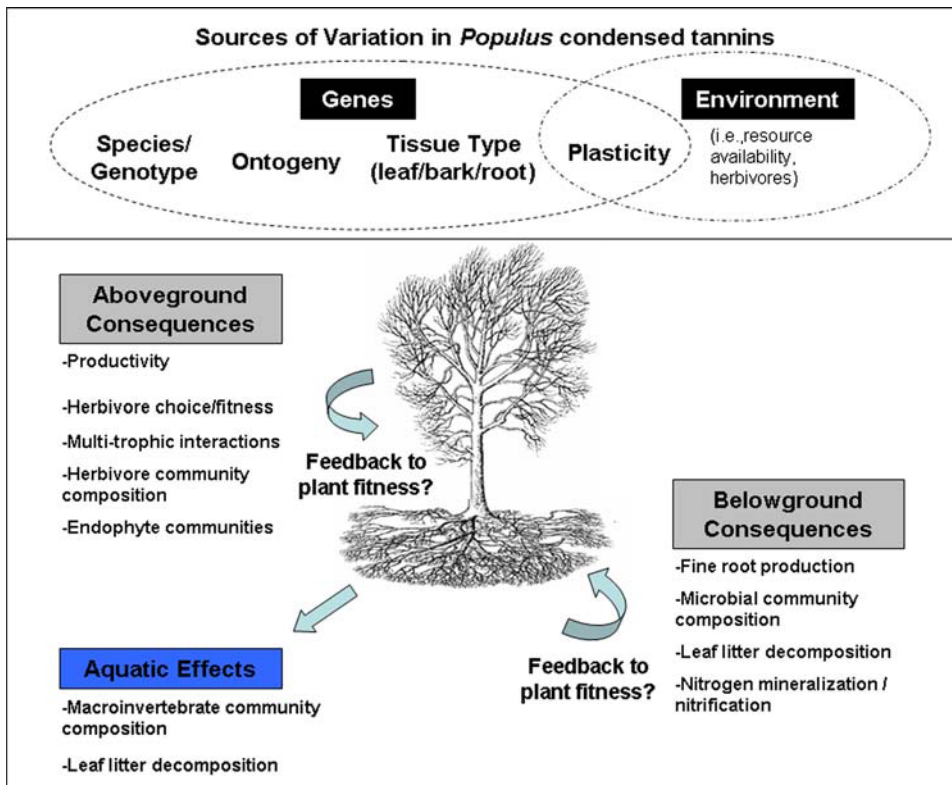 Sources of Variation in Populus condensed tannins
Genes
Environment
Species/
Genotype
Ontogeny
Tissue Type
(leaf/bark/root)
Plasticity
(i.e.,resource
availability,
herbivores)
Aboveground
Consequences
-Productivity
-Herbivore choice/fitness
-Multi-trophic interactions
-Herbivore community
composition
-Endophyte communities
Feedback to
plant fitness?
Belowground
Consequences
-Fine root production
-Microbial community
composition
-Leaf litter decomposition
-Nitrogen mineralization /
nitrification
Feedback to
plant fitness?
Aquatic Effects
-Macroinvertebrate community
composition
-Leaf litter decomposition